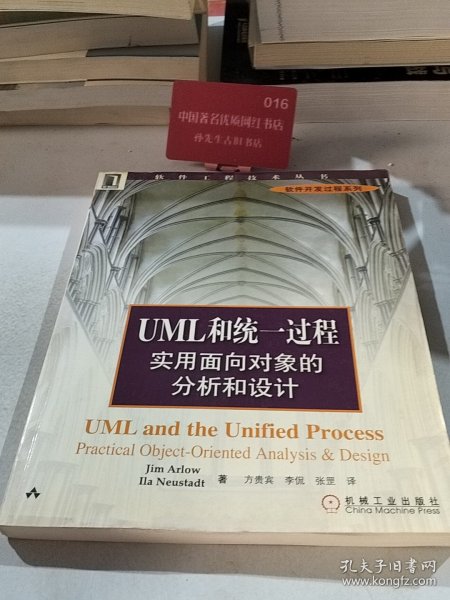 016
中国著名优质网红书店
孙先生古旧书店
软件工程技术丛书
软件开发过程系列
UML和统一过程
实用面向对象的
分析和设计
UML and the Unified Process
Practical Object-Oriented Analysis & Design
Jim Arlow
Ila Neustadt 著 方贵宾 李侃 张罡 译
机械工业出版社
China Machine Press
孔夫子旧书网
www.kongfz.com